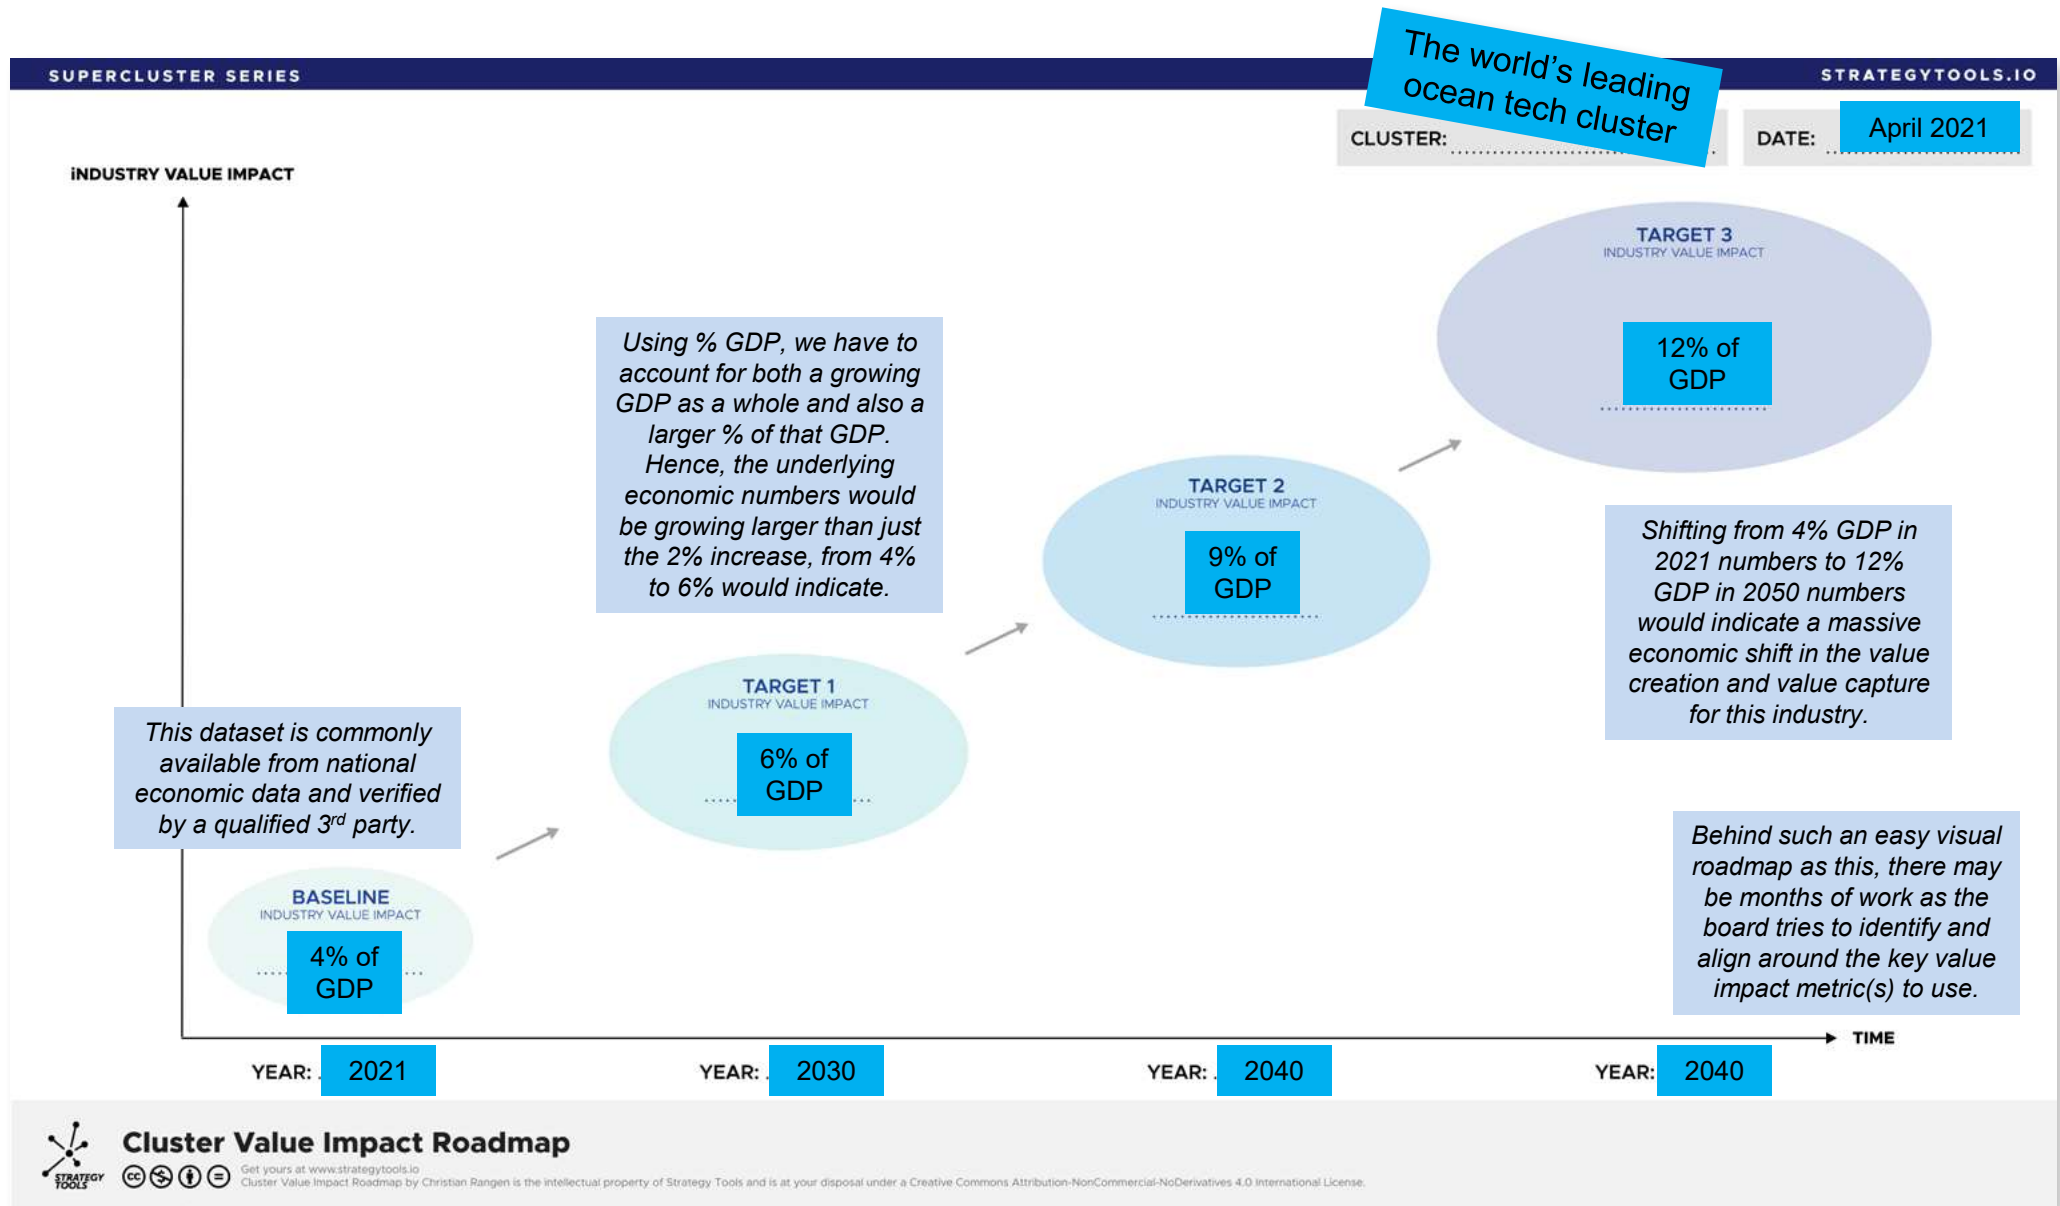 SUPERCLUSTER SERIES
STRATEGYTOOLS.IO
The world's leading
ocean tech cluster
CLUSTER:
DATE:
April 2021
iNDUSTRY VALUE IMPACT
TARGET 3
INDUSTRY VALUE IMPACT
12% of
GDP
Using % GDP, we have to
account for both a growing
GDP as a whole and also a
larger % of that GDP.
Hence, the underlying
economic numbers would
be growing larger than just
the 2% increase, from 4%
to 6% would indicate.
TARGET 2
INDUSTRY VALUE IMPACT
9% of
GDP
Shifting from 4% GDP in
2021 numbers to 12%
GDP in 2050 numbers
would indicate a massive
economic shift in the value
creation and value capture
for this industry.
TARGET 1
INDUSTRY VALUE IMPACT
6% of
GDP
This dataset is commonly
available from national
economic data and verified
by a qualified 3rd party.
Behind such an easy visual
roadmap as this, there may
be months of work as the
board tries to identify and
align around the key value
impact metric(s) to use.
BASELINE
INDUSTRY VALUE IMPACT
4% of
GDP
TIME
YEAR: 2021
YEAR: 2030
YEAR: 2040
YEAR: 2040
STRATEGY
TOOLS
Cluster Value Impact Roadmap
cc
Get yours at www.strategytools.io
Cluster Value Impact Roadmap by Christian Rangen is the intellectual property of Strategy Tools and is at your disposal under a Creative Commons Attribution-NonCommercial-NoDerivatives 4.0 International License.